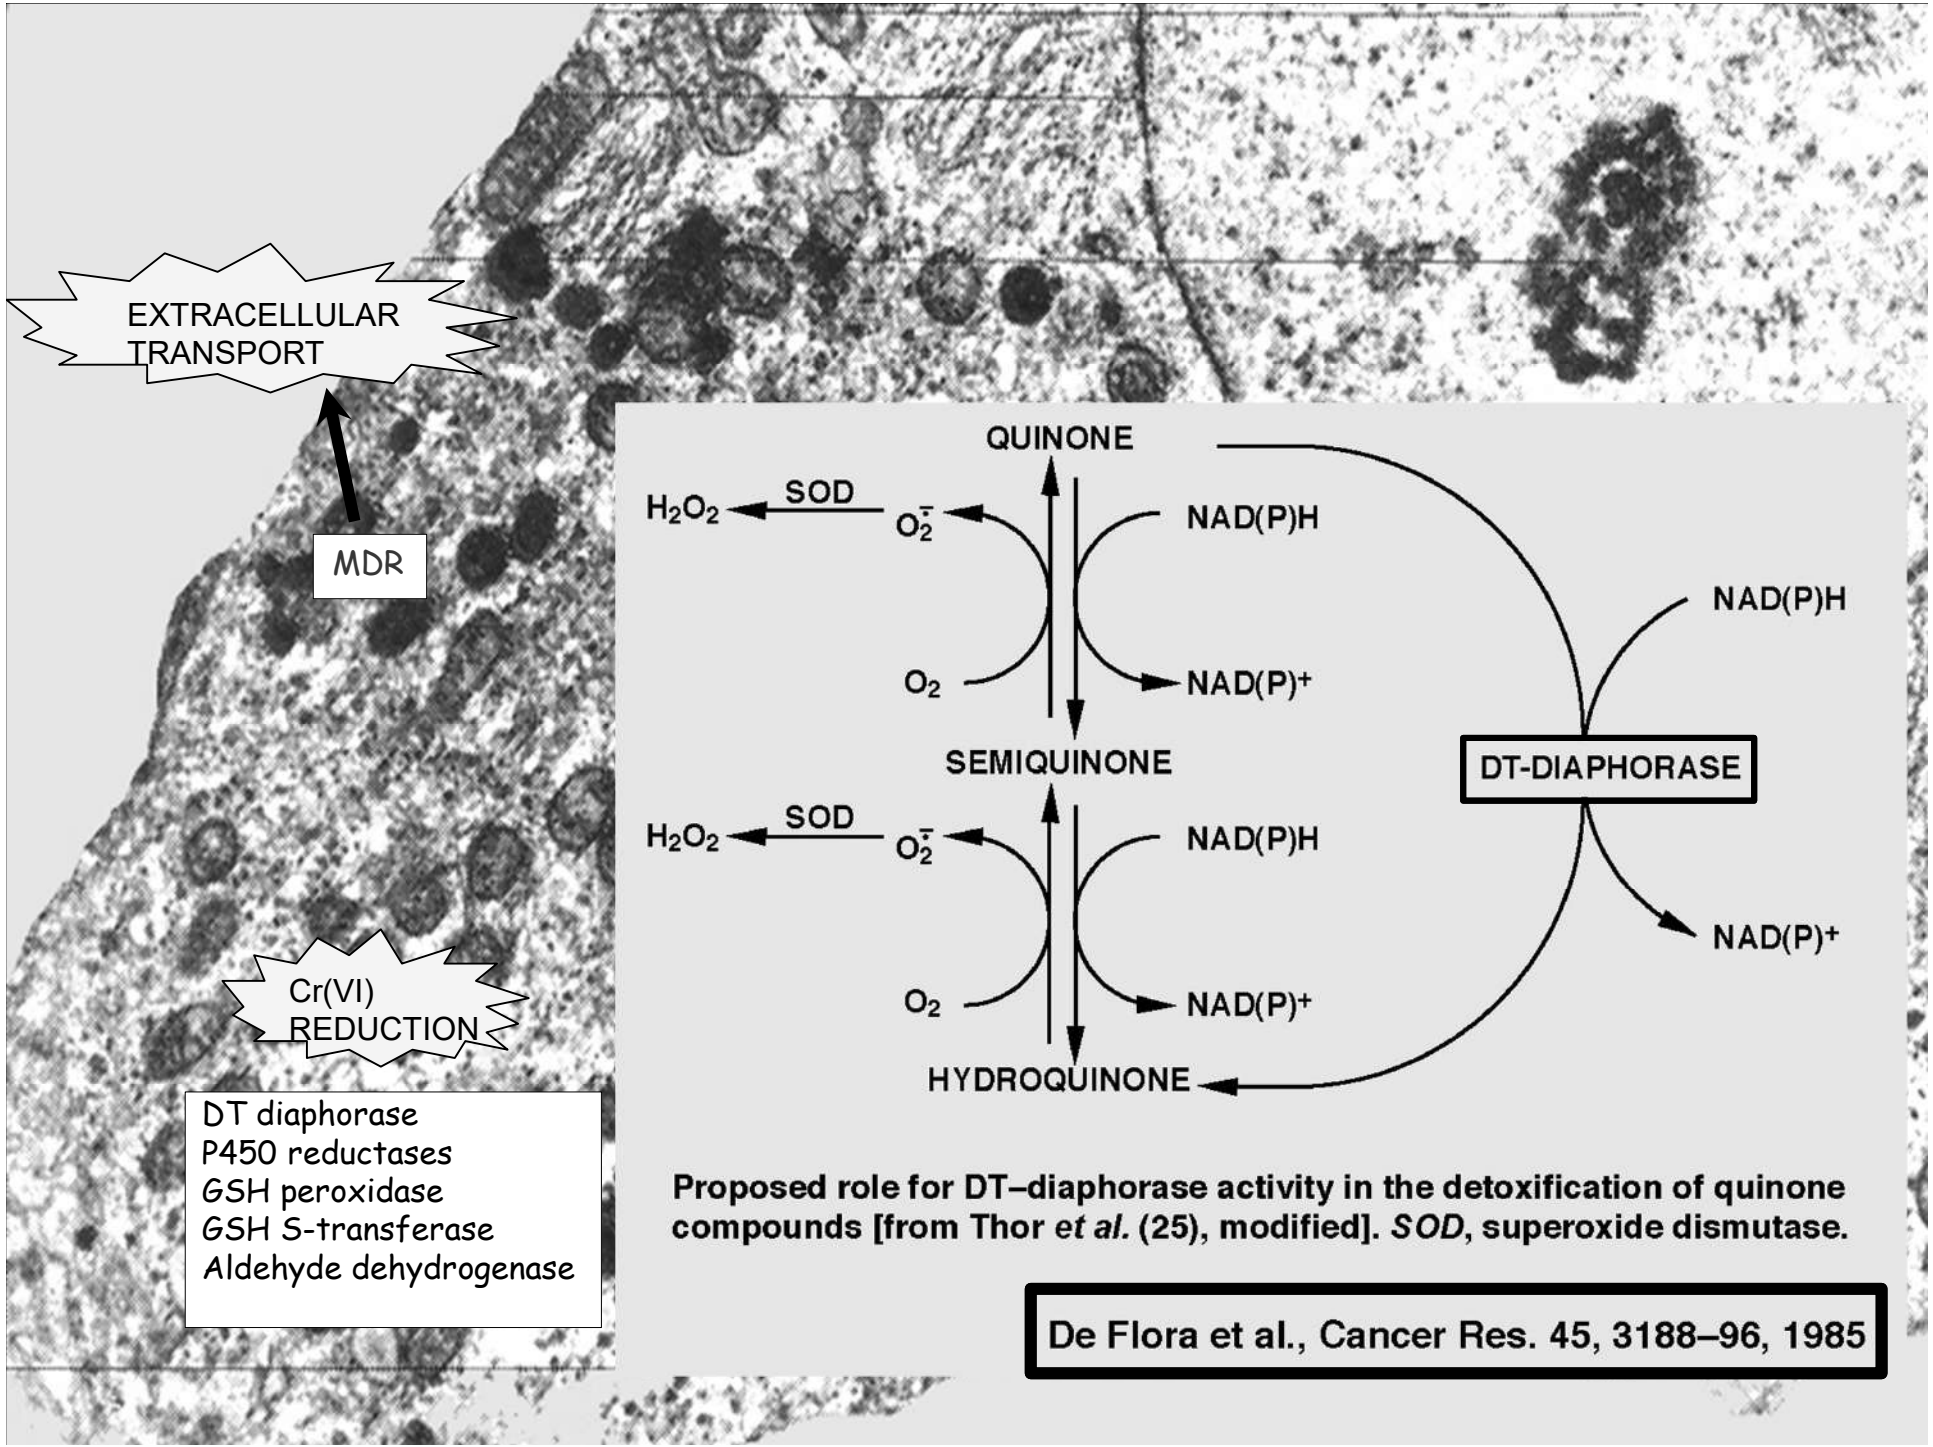 EXTRACELLULAR
TRANSPORT
MDR
Cr(VI)
REDUCTION
DT diaphorase
P450 reductases
GSH peroxidase
GSH S-transferase
Aldehyde dehydrogenase
QUINONE
H₂O₂
SOD
O₂•̄
NAD(P)H
O₂
NAD(P)⁺
SEMIQUINONE
H₂O₂
SOD
O₂•̄
NAD(P)H
O₂
NAD(P)⁺
HYDROQUINONE
NAD(P)H
DT-DIAPHORASE
NAD(P)⁺
Proposed role for DT–diaphorase activity in the detoxification of quinone
compounds [from Thor et al. (25), modified]. SOD, superoxide dismutase.
De Flora et al., Cancer Res. 45, 3188–96, 1985